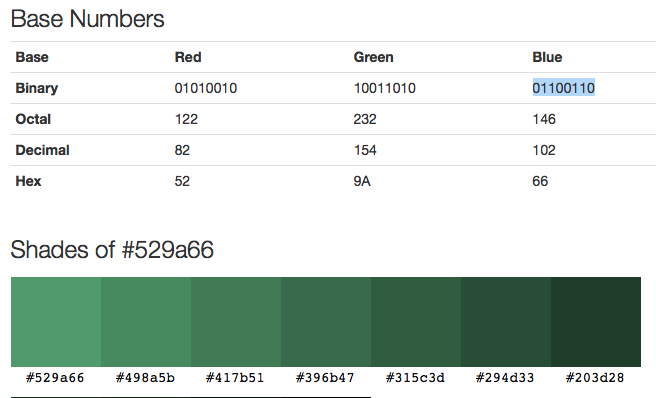 Base Numbers
Base Red Green Blue
Binary 01010010 10011010 01100110
Octal 122 232 146
Decimal 82 154 102
Hex 52 9A 66
Shades of #529a66
#529a66 #498a5b #417b51 #396b47 #315c3d #294d33 #203d28